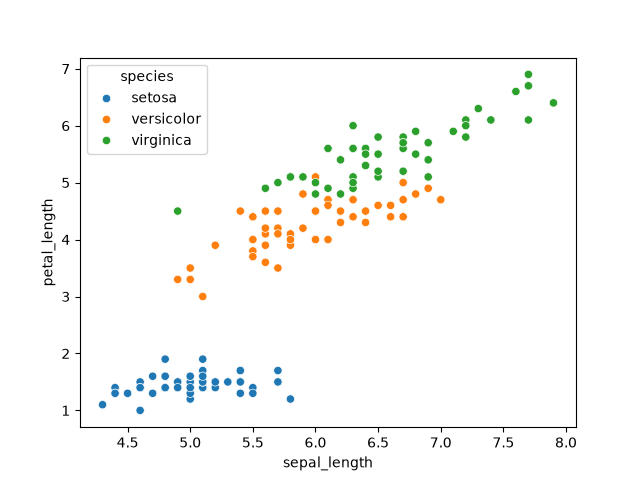 species
setosa
versicolor
virginica
7
6
5
4
3
2
1
petal_length
4.5 5.0 5.5 6.0 6.5 7.0 7.5 8.0
sepal_length